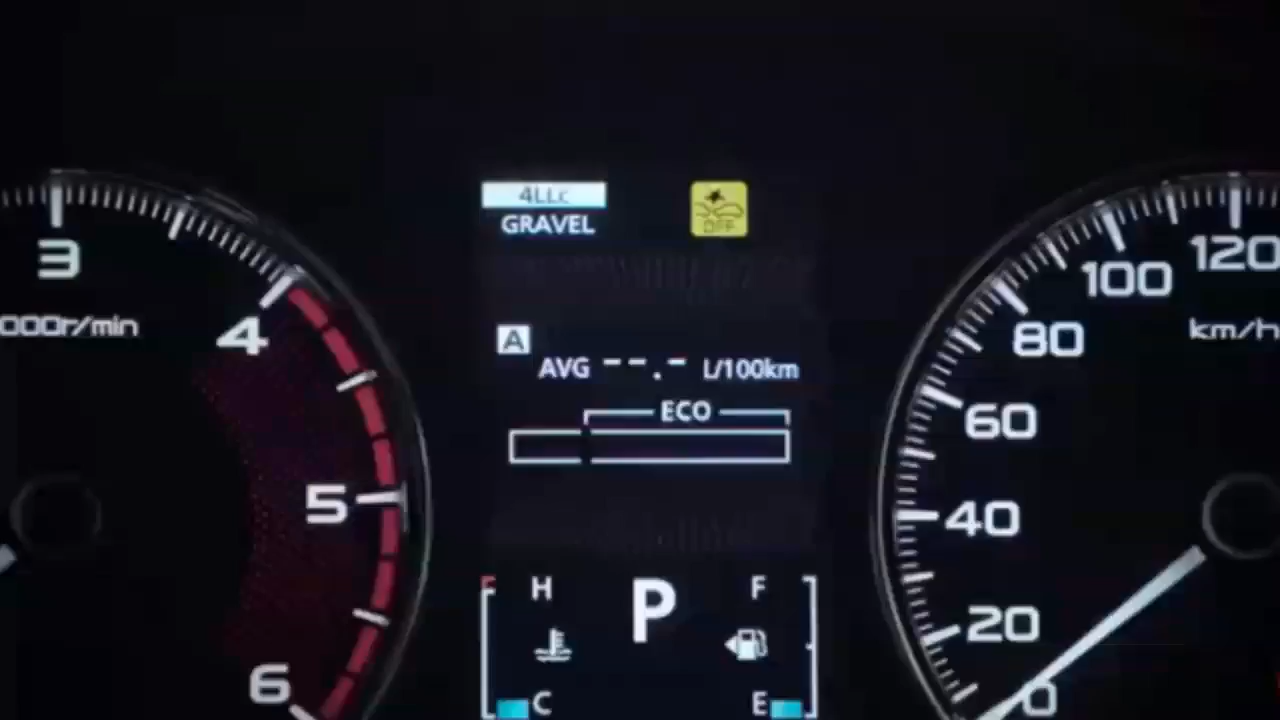 4LLc
GRAVEL
OFF
3
000r/min
4
5
6
A
AVG --.- L/100km
ECO
H
P
F
C
E
120
100
km/h
80
60
40
20
0